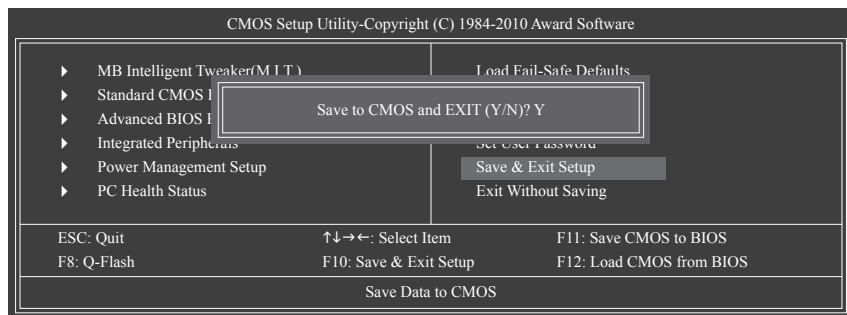 CMOS Setup Utility-Copyright (C) 1984-2010 Award Software
MB Intelligent Tweaker(M.I.T.)
Standard CMOS
Advanced BIOS
Integrated Peripherals
Power Management Setup
PC Health Status
Load Fail-Safe Defaults
Set User Password
Save & Exit Setup
Exit Without Saving
Save to CMOS and EXIT (Y/N)? Y
ESC: Quit
↑↓→←: Select Item
F11: Save CMOS to BIOS
F8: Q-Flash
F10: Save & Exit Setup
F12: Load CMOS from BIOS
Save Data to CMOS